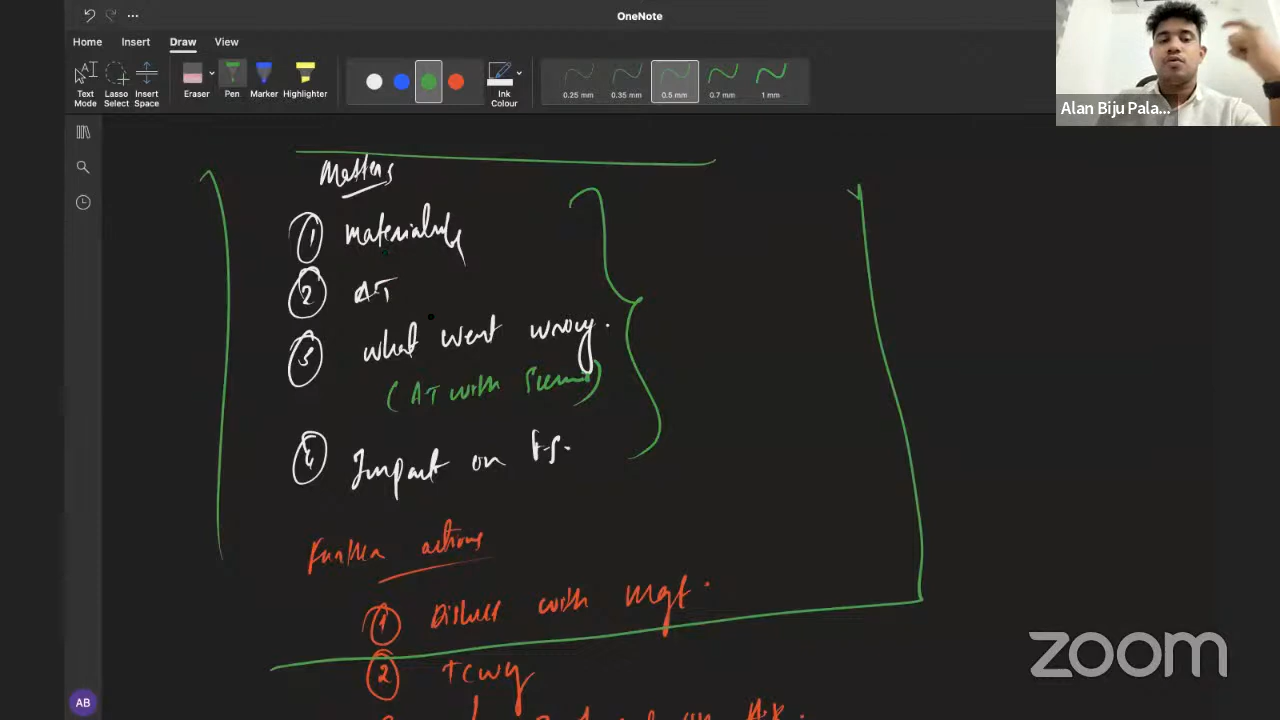 OneNote
Home Insert Draw View
Text Mode Lasso Select Insert Space Eraser Pen Marker Highlighter Ink Colour 0.25 mm 0.35 mm 0.5 mm 0.7 mm 1 mm
Alan Biju Pala...
Matters
1 materiality
2 AT
3 what went wrong.
(AT with Scenario)
4 Impact on F.S.
Further actions
1 Discuss with mgt.
2 TCWG
on
AB
zoom